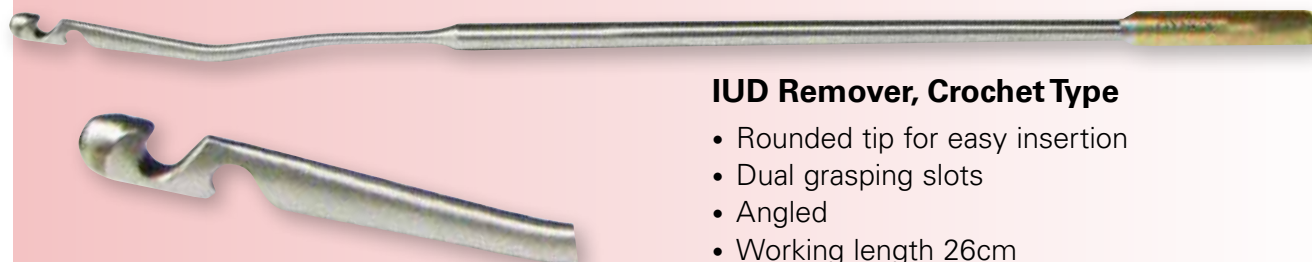 IUD Remover, Crochet Type
• Rounded tip for easy insertion
• Dual grasping slots
• Angled
• Working length 26cm